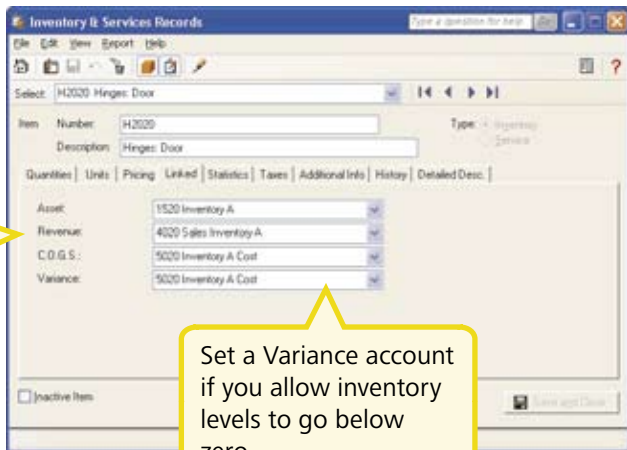 Inventory & Services Records
Type a question for help Go
File Edit View Report Help
Select: H2020 Hinges: Door
Item Number: H2020 Type: Inventory
Service
Description: Hinges: Door
Quantities Units Pricing Linked Statistics Taxes Additional Info History Detailed Desc.
Asset: 1520 Inventory A
Revenue: 4020 Sales Inventory A
C.O.G.S.: 5020 Inventory A Cost
Variance: 5020 Inventory A Cost
Set a Variance account
if you allow inventory
levels to go below
zero
Inactive Item
Save and Close